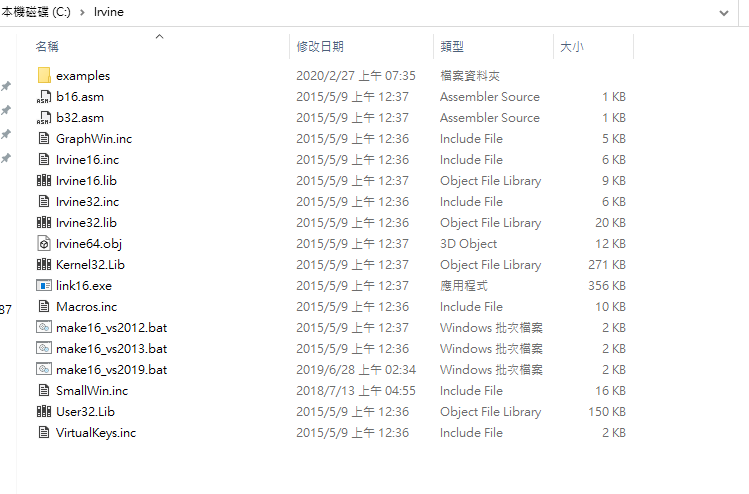 本機磁碟 (C:) > Irvine
名稱 修改日期 類型 大小
examples 2020/2/27 上午 07:35 檔案資料夾
b16.asm 2015/5/9 上午 12:37 Assembler Source 1 KB
b32.asm 2015/5/9 上午 12:37 Assembler Source 1 KB
GraphWin.inc 2015/5/9 上午 12:36 Include File 5 KB
Irvine16.inc 2015/5/9 上午 12:36 Include File 6 KB
Irvine16.lib 2015/5/9 上午 12:37 Object File Library 9 KB
Irvine32.inc 2015/5/9 上午 12:36 Include File 6 KB
Irvine32.lib 2015/5/9 上午 12:36 Object File Library 20 KB
Irvine64.obj 2015/5/9 上午 12:37 3D Object 12 KB
Kernel32.Lib 2015/5/9 上午 12:37 Object File Library 271 KB
link16.exe 2015/5/9 上午 12:36 應用程式 356 KB
87
Macros.inc 2015/5/9 上午 12:36 Include File 10 KB
make16_vs2012.bat 2015/5/9 上午 12:37 Windows 批次檔案 2 KB
make16_vs2013.bat 2015/5/9 上午 12:36 Windows 批次檔案 2 KB
make16_vs2019.bat 2019/6/28 上午 02:34 Windows 批次檔案 2 KB
SmallWin.inc 2018/7/13 上午 04:55 Include File 16 KB
User32.Lib 2015/5/9 上午 12:36 Object File Library 150 KB
VirtualKeys.inc 2015/5/9 上午 12:36 Include File 2 KB